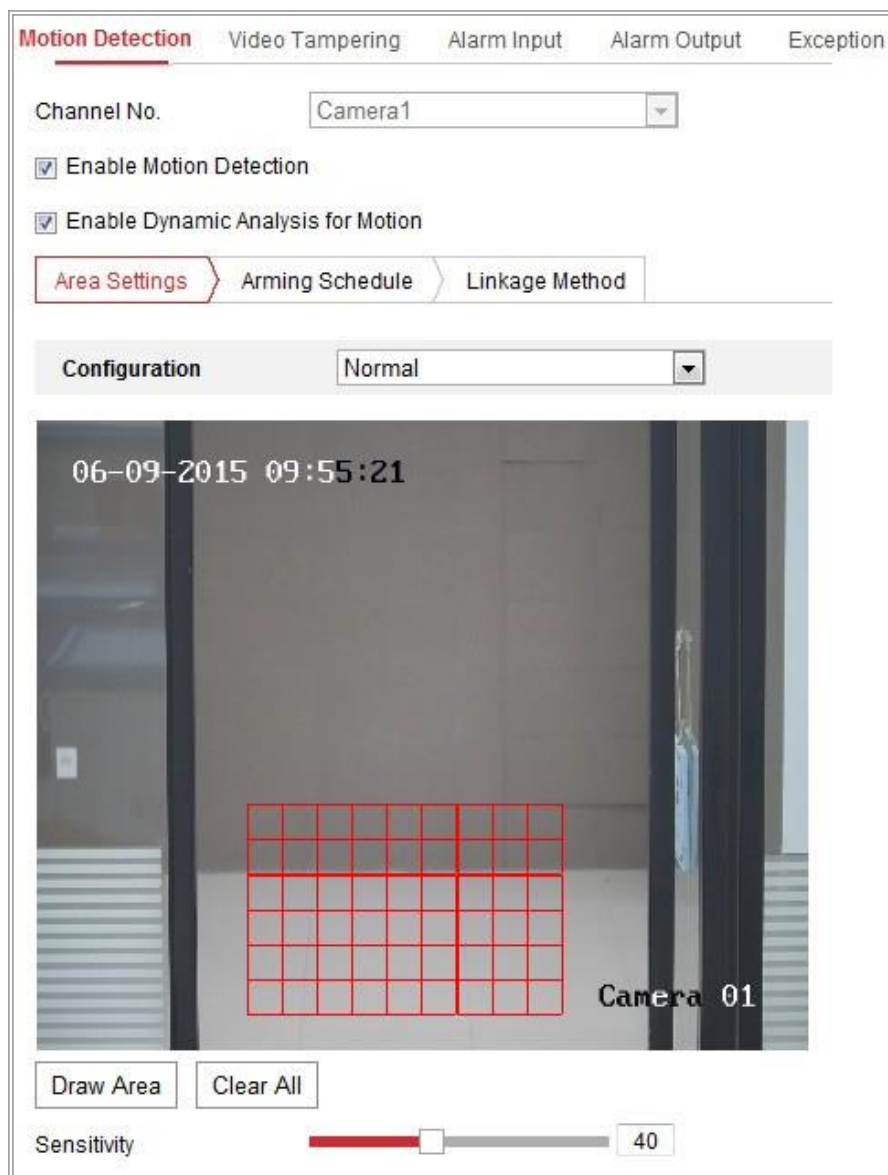 Motion Detection Video Tampering Alarm Input Alarm Output Exception
Channel No. Camera1
Enable Motion Detection
Enable Dynamic Analysis for Motion
Area Settings Arming Schedule Linkage Method
Configuration Normal
06-09-2015 09:55:21
Camera 01
Draw Area Clear All
Sensitivity 40